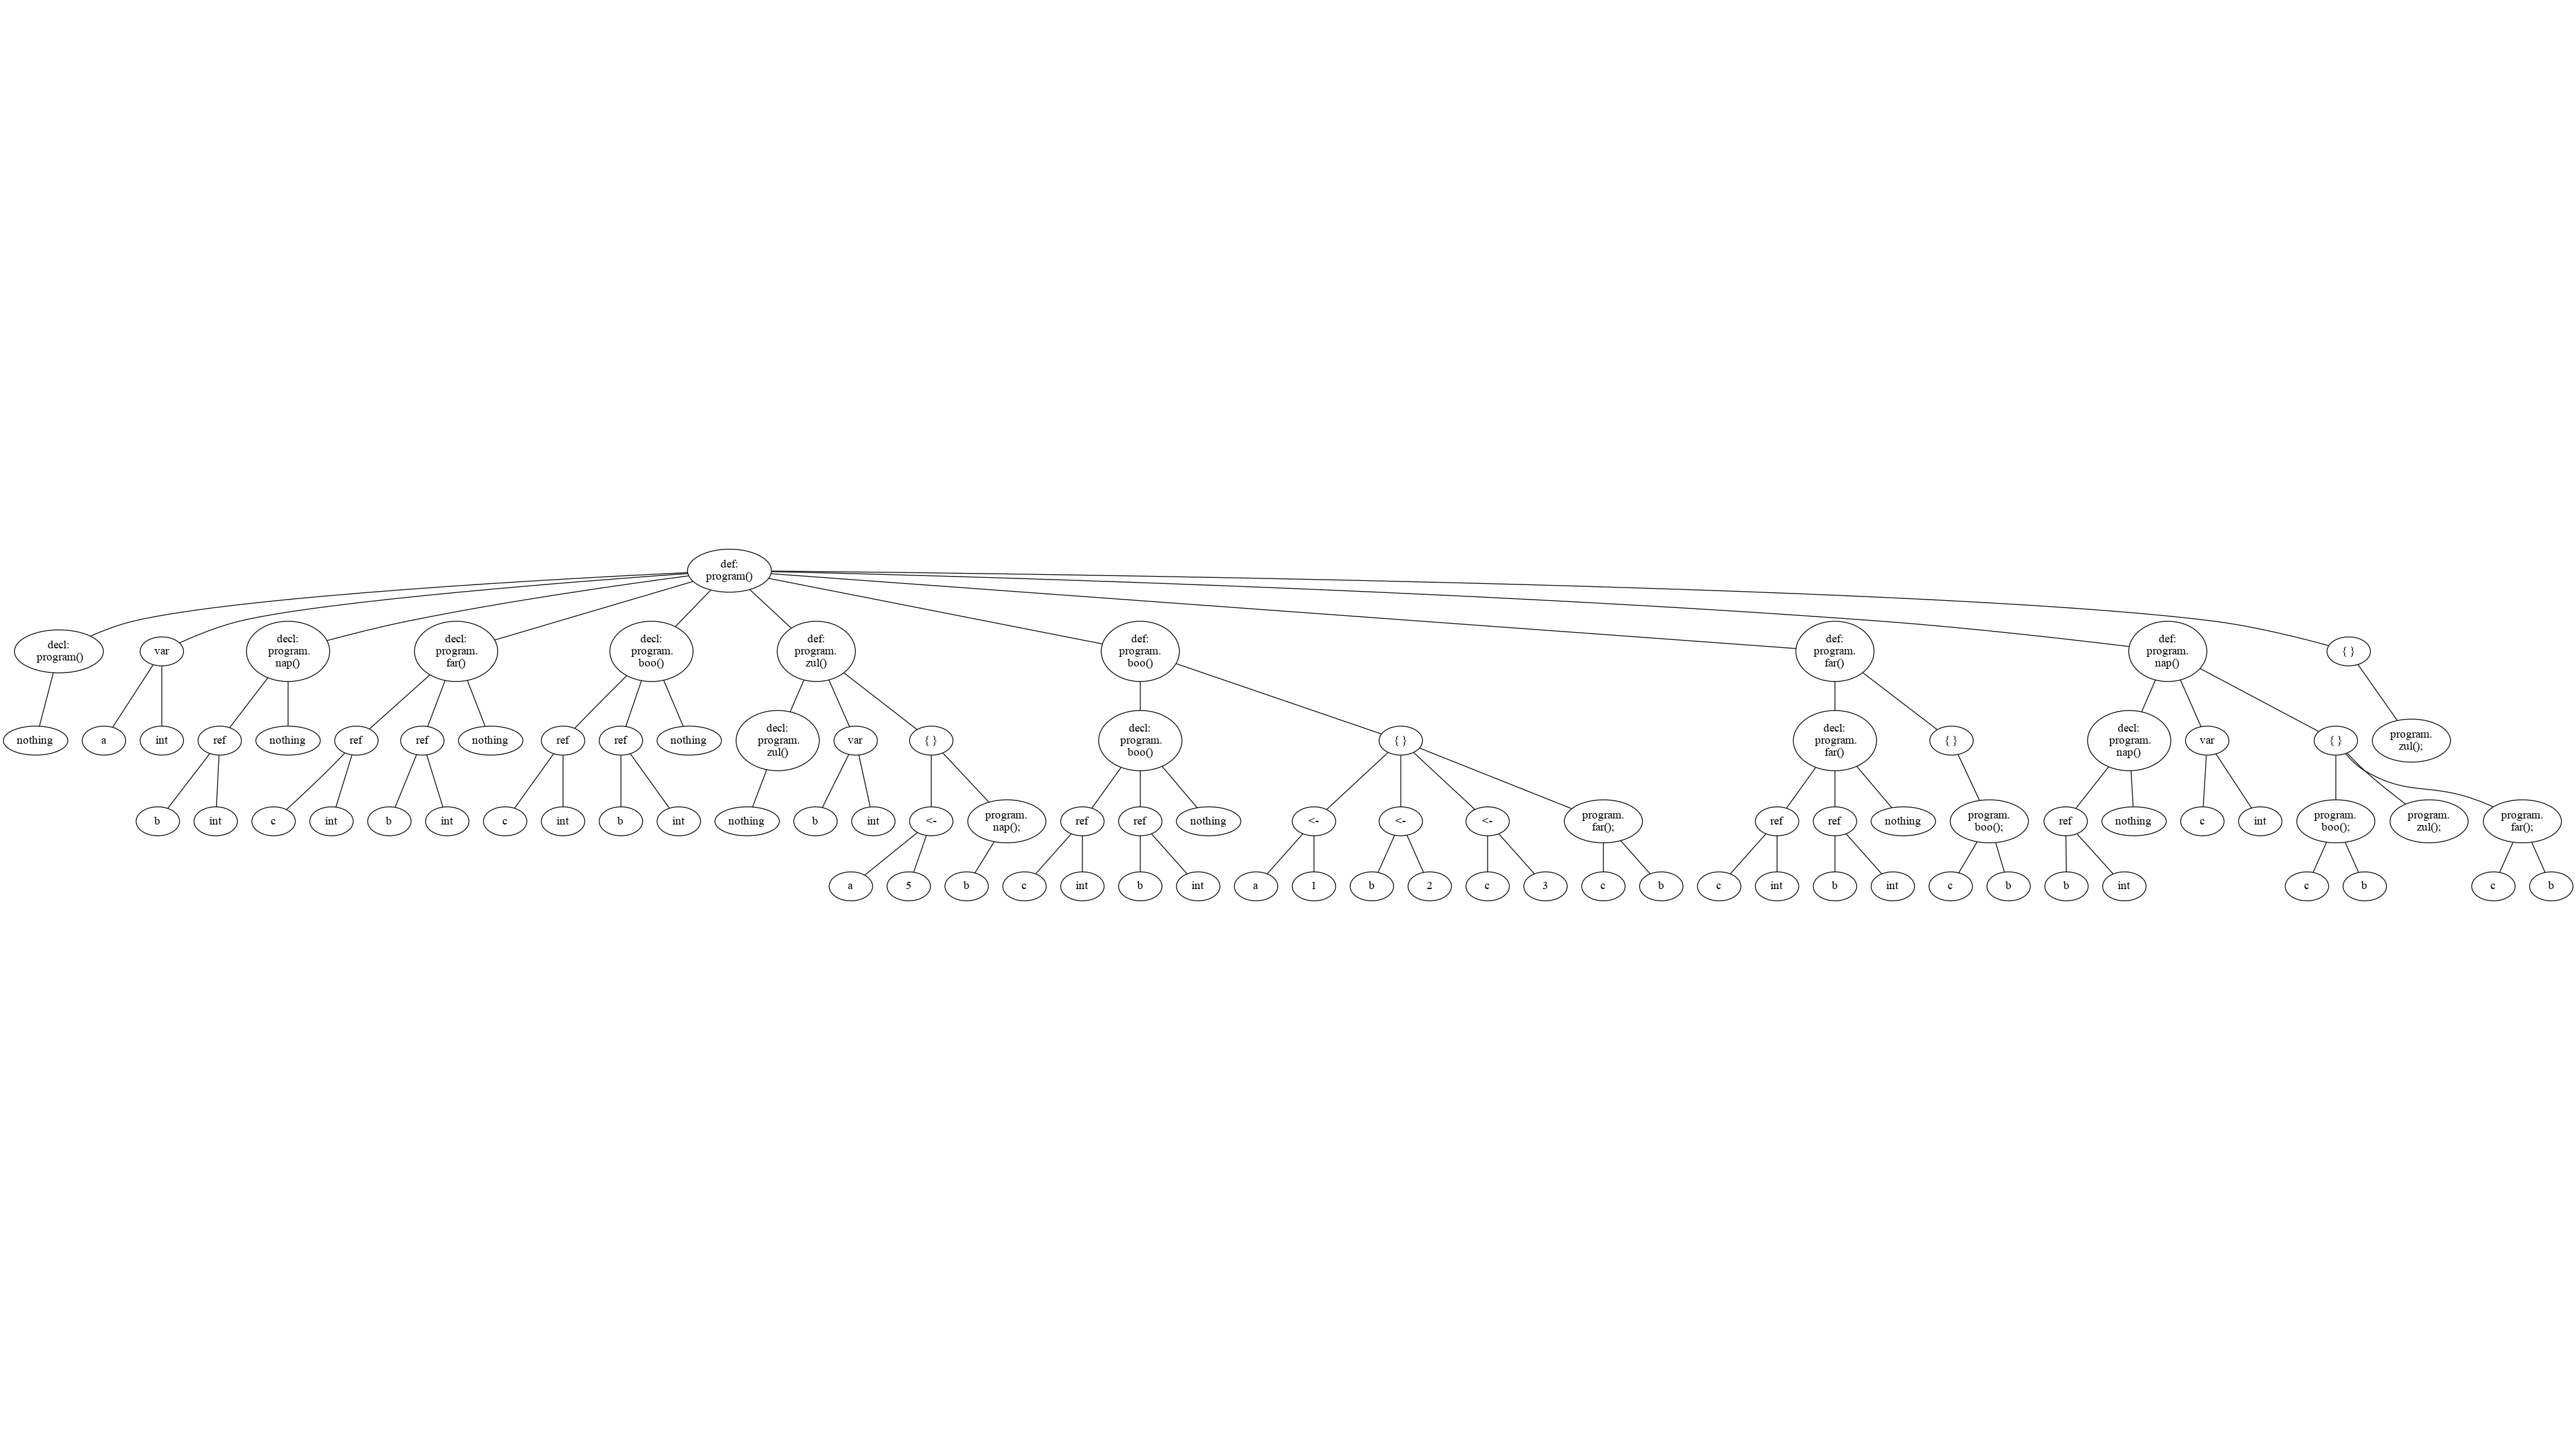 def:
program()
decl:
program()
var
decl:
program.
nap()
decl:
program.
far()
decl:
program.
boo()
def:
program.
zul()
def:
program.
boo()
def:
program.
far()
def:
program.
nap()
{ }
nothing
a
int
ref
nothing
ref
ref
nothing
ref
ref
nothing
decl:
program.
zul()
var
{ }
decl:
program.
boo()
{ }
decl:
program.
far()
{ }
decl:
program.
nap()
var
{ }
program.
zul();
b
int
c
int
b
int
c
int
b
int
nothing
b
int
<-
program.
nap();
ref
ref
nothing
<-
<-
<-
program.
far();
ref
ref
nothing
program.
boo();
ref
nothing
c
int
program.
boo();
program.
zul();
program.
far();
a
5
b
c
int
b
int
a
1
b
2
c
3
c
b
c
int
b
int
c
b
b
int
c
b
c
b